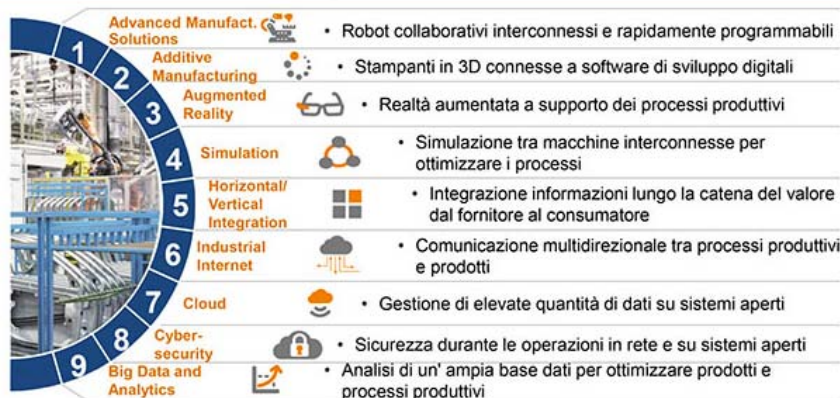 1
Advanced Manufact.
Solutions
• Robot collaborativi interconnessi e rapidamente programmabili
2
Additive
Manufacturing
• Stampanti in 3D connesse a software di sviluppo digitali
3
Augmented
Reality
• Realtà aumentata a supporto dei processi produttivi
4
Simulation
• Simulazione tra macchine interconnesse per
ottimizzare i processi
5
Horizontal/
Vertical
Integration
• Integrazione informazioni lungo la catena del valore
dal fornitore al consumatore
6
Industrial
Internet
• Comunicazione multidirezionale tra processi produttivi
e prodotti
7
Cloud
• Gestione di elevate quantità di dati su sistemi aperti
8
Cyber-
security
• Sicurezza durante le operazioni in rete e su sistemi aperti
9
Big Data and
Analytics
• Analisi di un' ampia base dati per ottimizzare prodotti e
processi produttivi